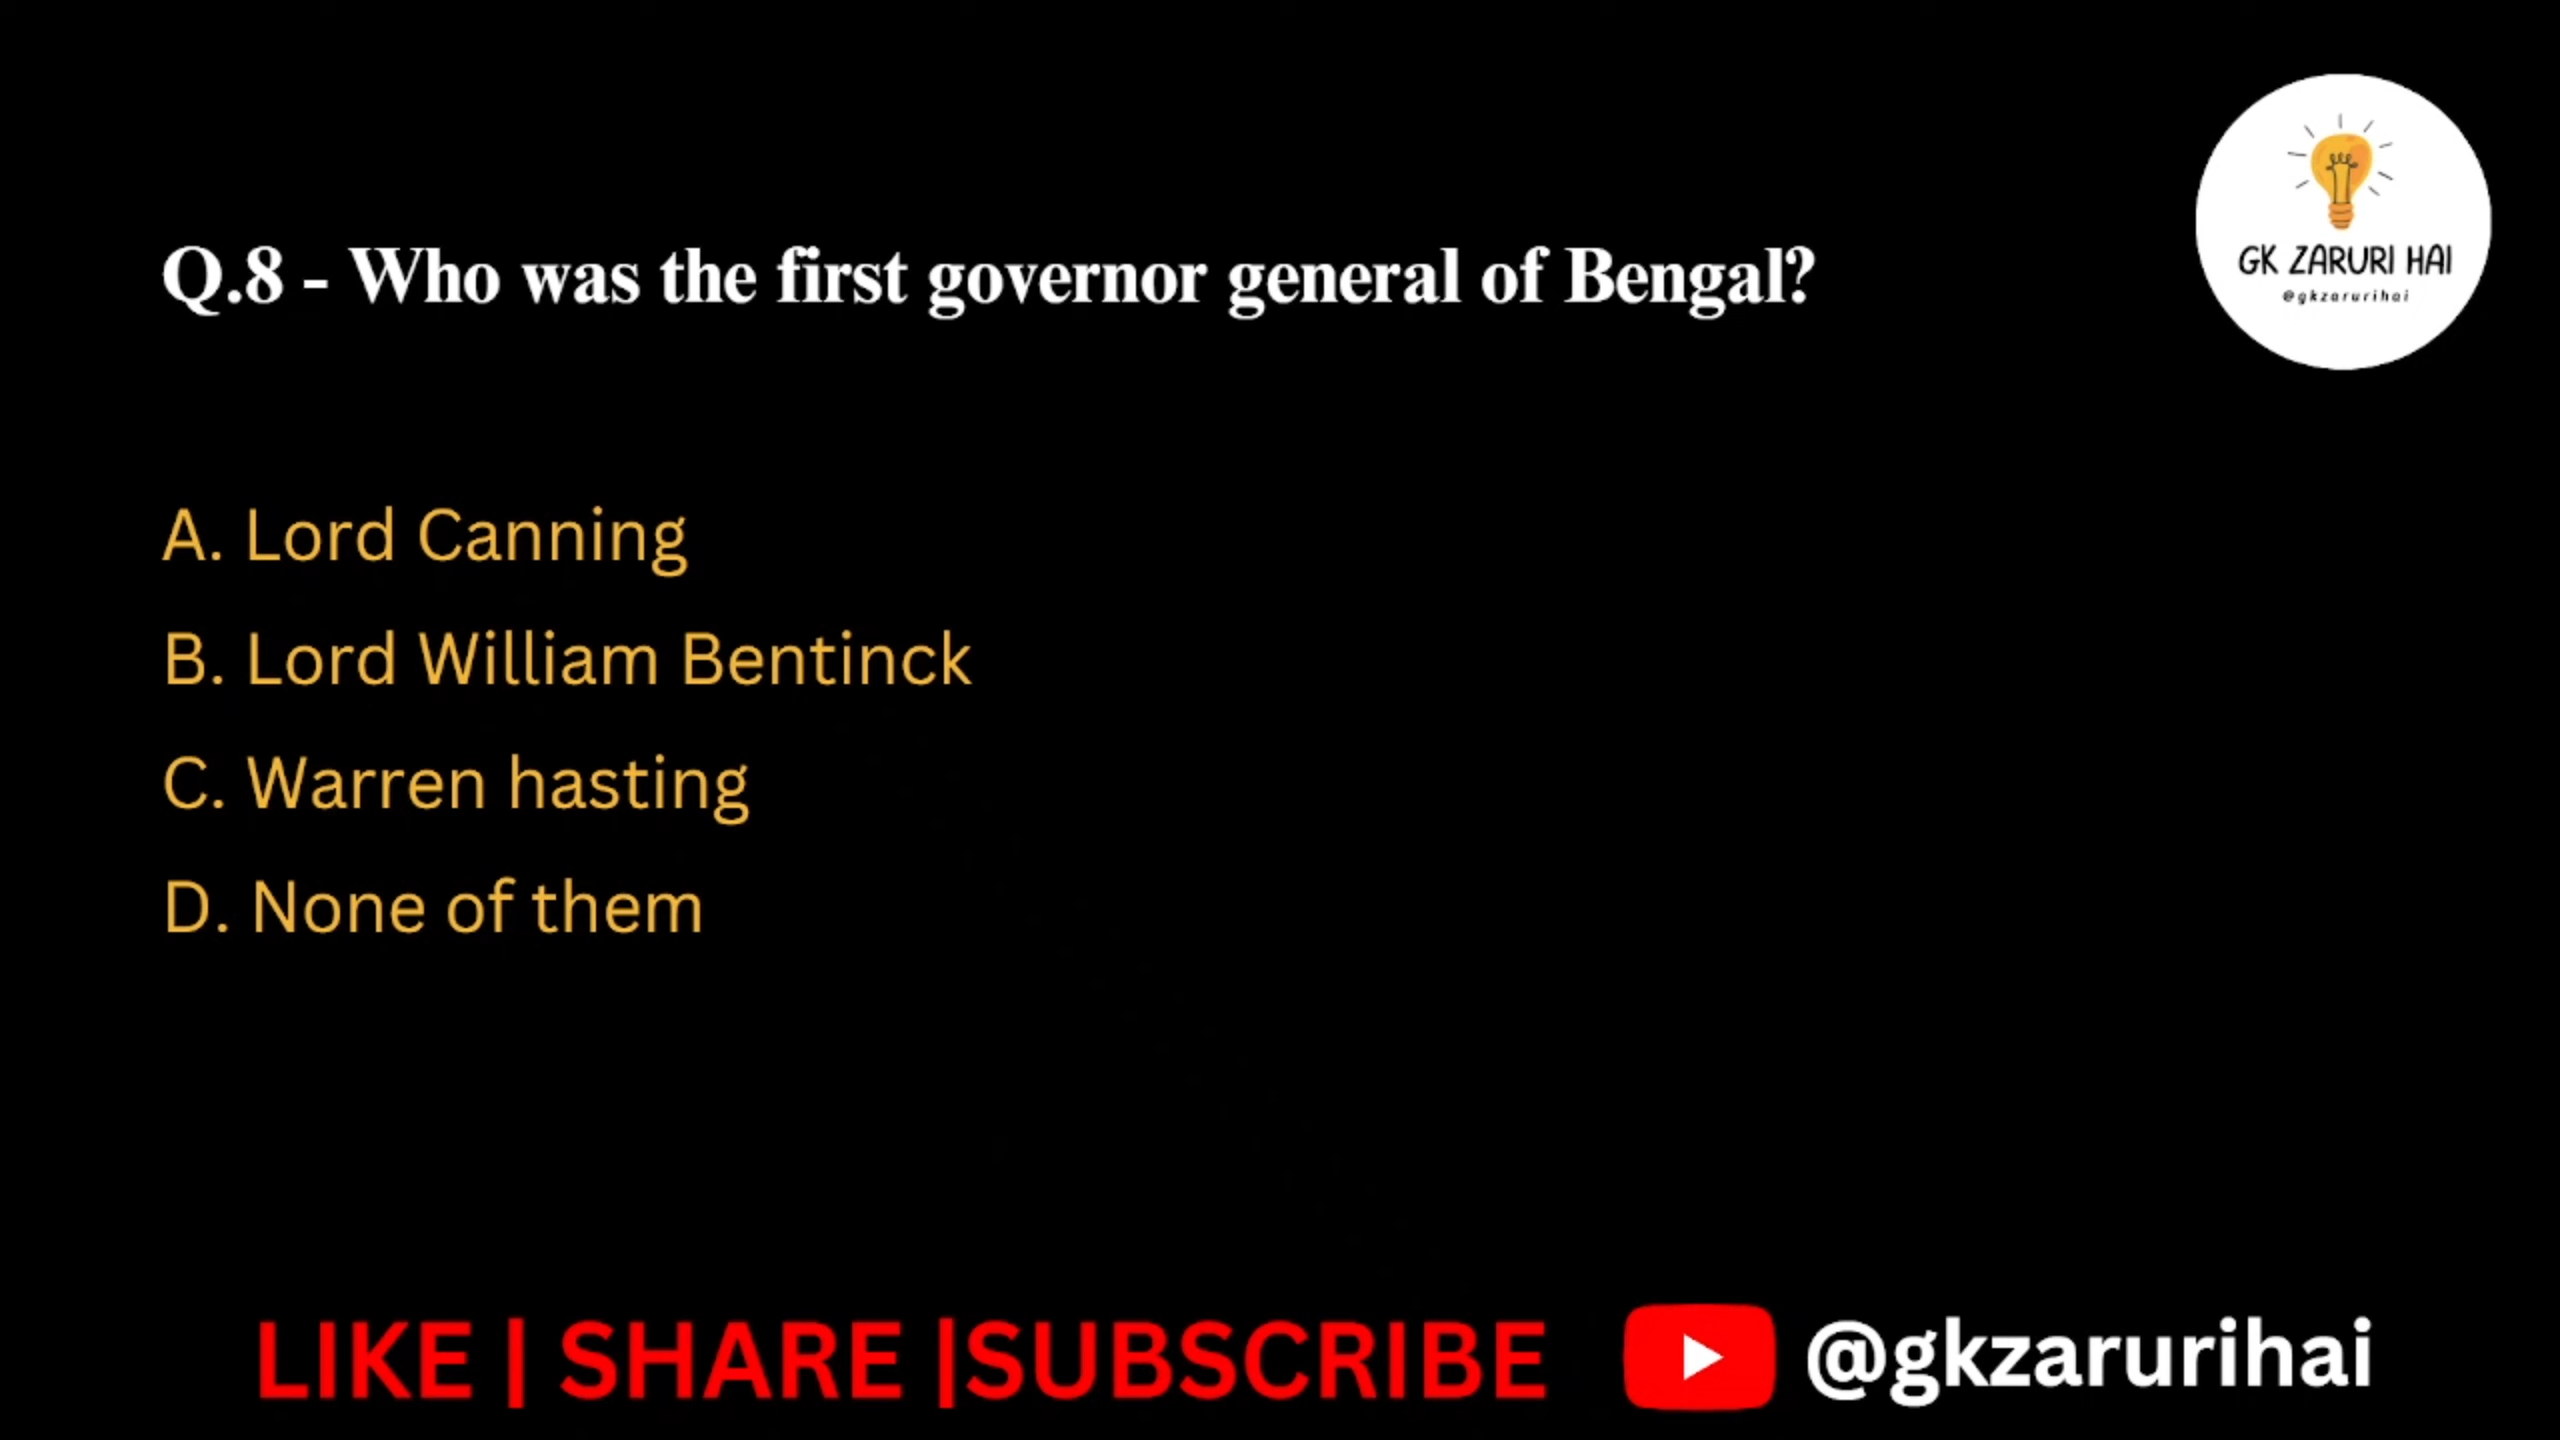 GK ZARURI HAI
@gkzarurihai
Q.8 - Who was the first governor general of Bengal?
A. Lord Canning
B. Lord William Bentinck
C. Warren hasting
D. None of them
LIKE | SHARE |SUBSCRIBE @gkzarurihai